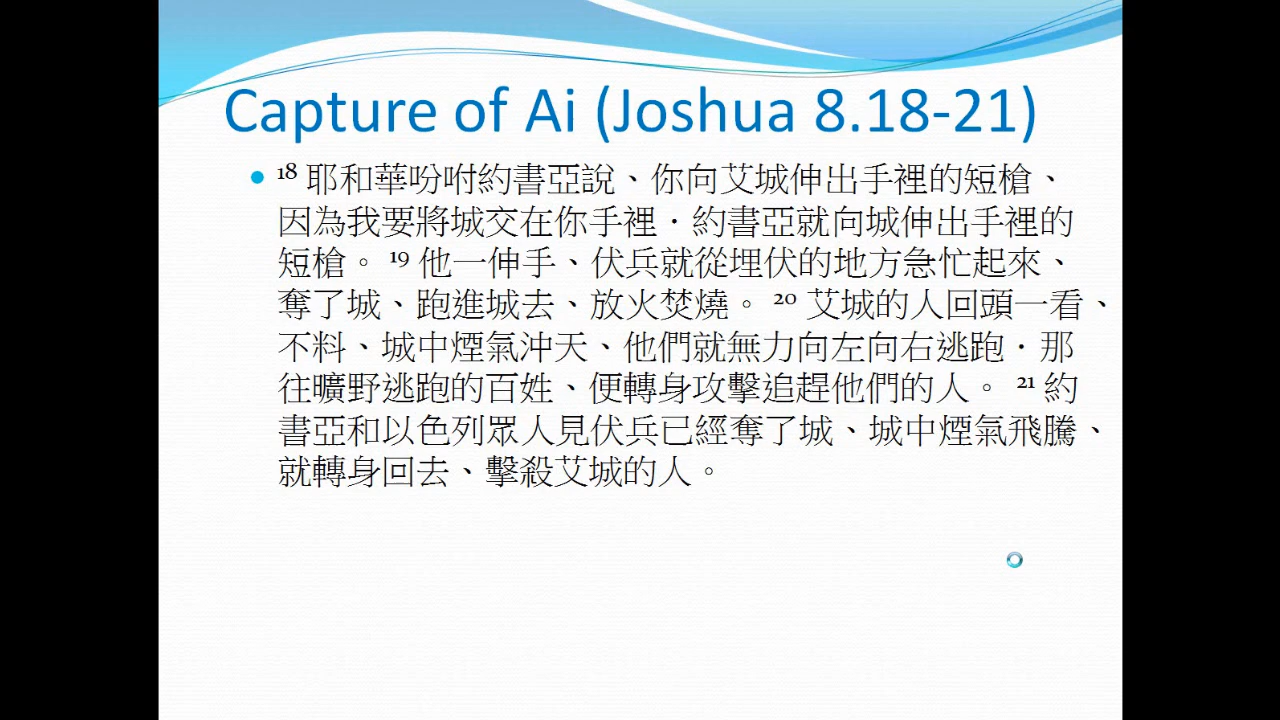 Capture of Ai (Joshua 8.18-21)
• 18 耶和華吩咐約書亞說、你向艾城伸出手裡的短槍、
因為我要將城交在你手裡．約書亞就向城伸出手裡的
短槍。 19 他一伸手、伏兵就從埋伏的地方急忙起來、
奪了城、跑進城去、放火焚燒。 20 艾城的人回頭一看、
不料、城中煙氣沖天、他們就無力向左向右逃跑．那
往曠野逃跑的百姓、便轉身攻擊追趕他們的人。 21 約
書亞和以色列眾人見伏兵已經奪了城、城中煙氣飛騰、
就轉身回去、擊殺艾城的人。